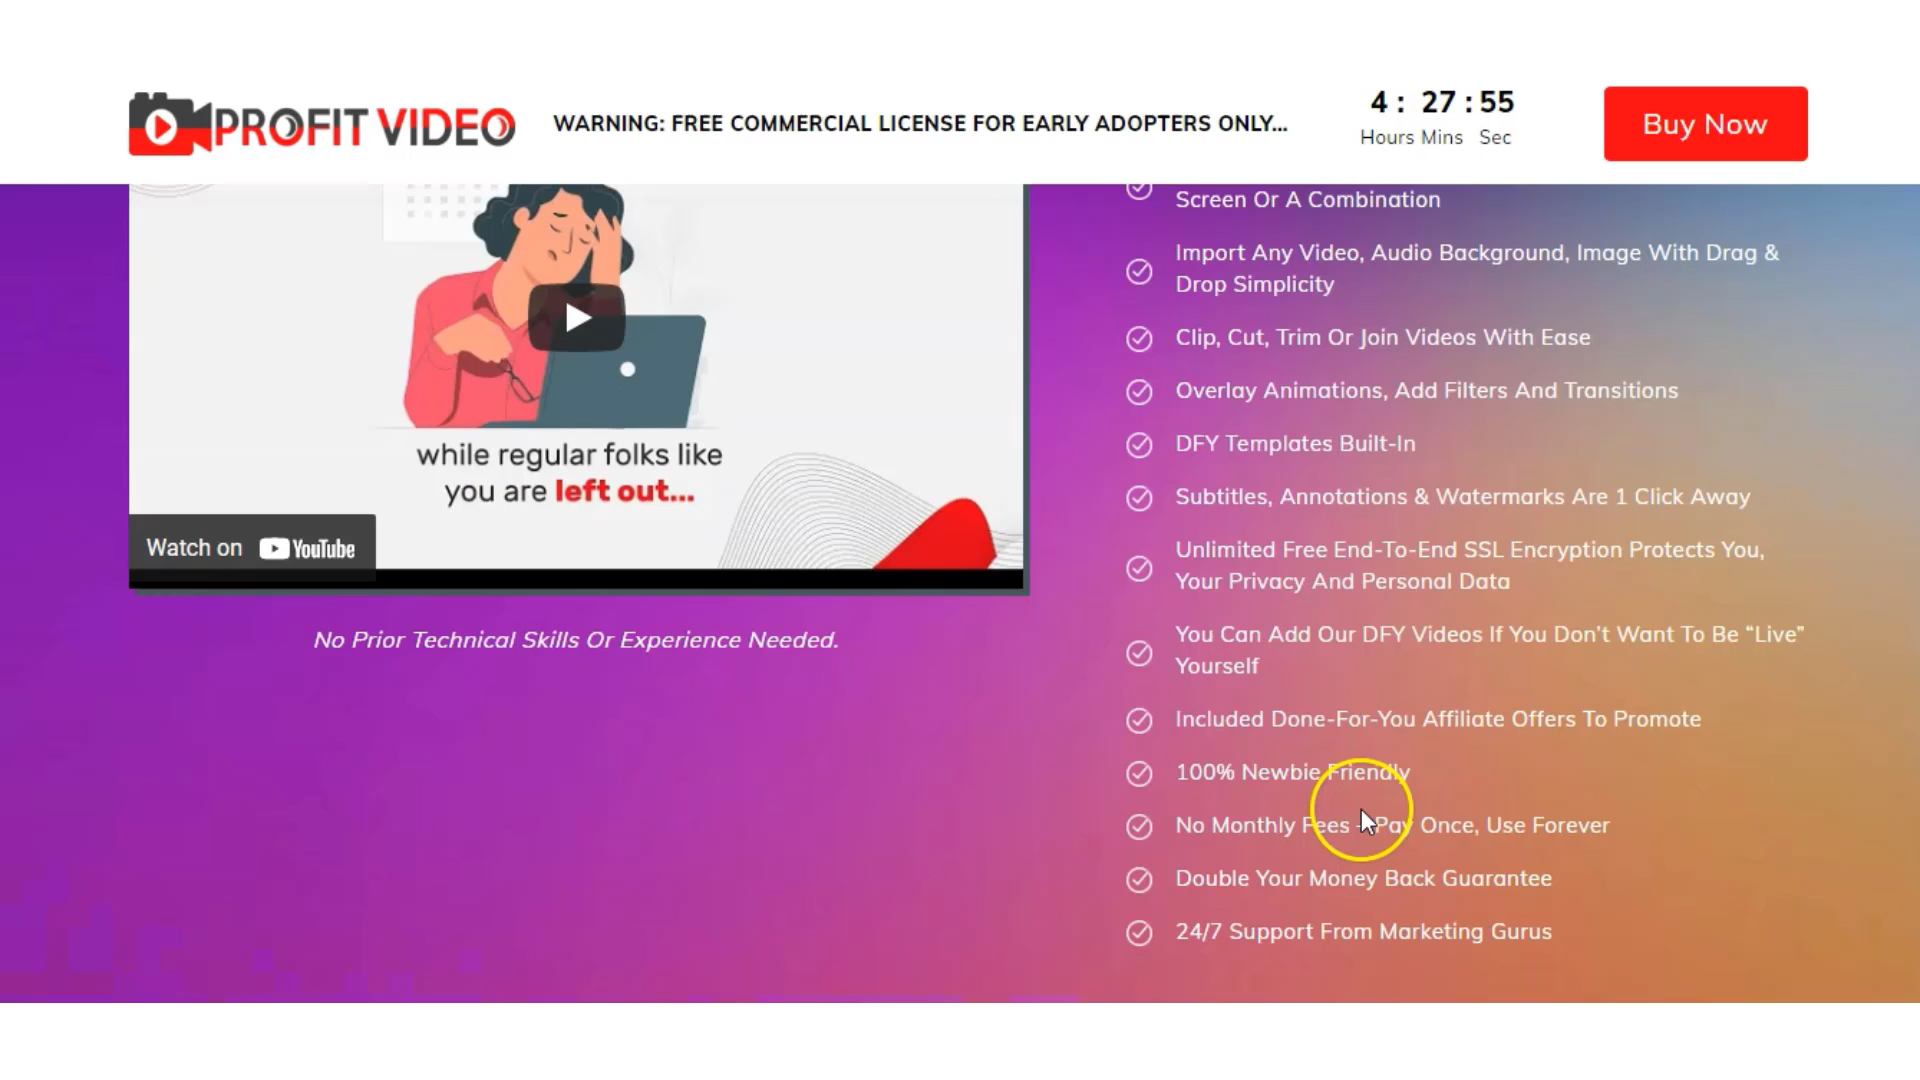 PROFIT VIDEO
WARNING: FREE COMMERCIAL LICENSE FOR EARLY ADOPTERS ONLY...
4 : 27 : 55
Hours Mins Sec
Buy Now
while regular folks like
you are left out...
Watch on YouTube
No Prior Technical Skills Or Experience Needed.
Screen Or A Combination
Import Any Video, Audio Background, Image With Drag &
Drop Simplicity
Clip, Cut, Trim Or Join Videos With Ease
Overlay Animations, Add Filters And Transitions
DFY Templates Built-In
Subtitles, Annotations & Watermarks Are 1 Click Away
Unlimited Free End-To-End SSL Encryption Protects You,
Your Privacy And Personal Data
You Can Add Our DFY Videos If You Don't Want To Be “Live”
Yourself
Included Done-For-You Affiliate Offers To Promote
100% Newbie Friendly
No Monthly Fees - Pay Once, Use Forever
Double Your Money Back Guarantee
24/7 Support From Marketing Gurus